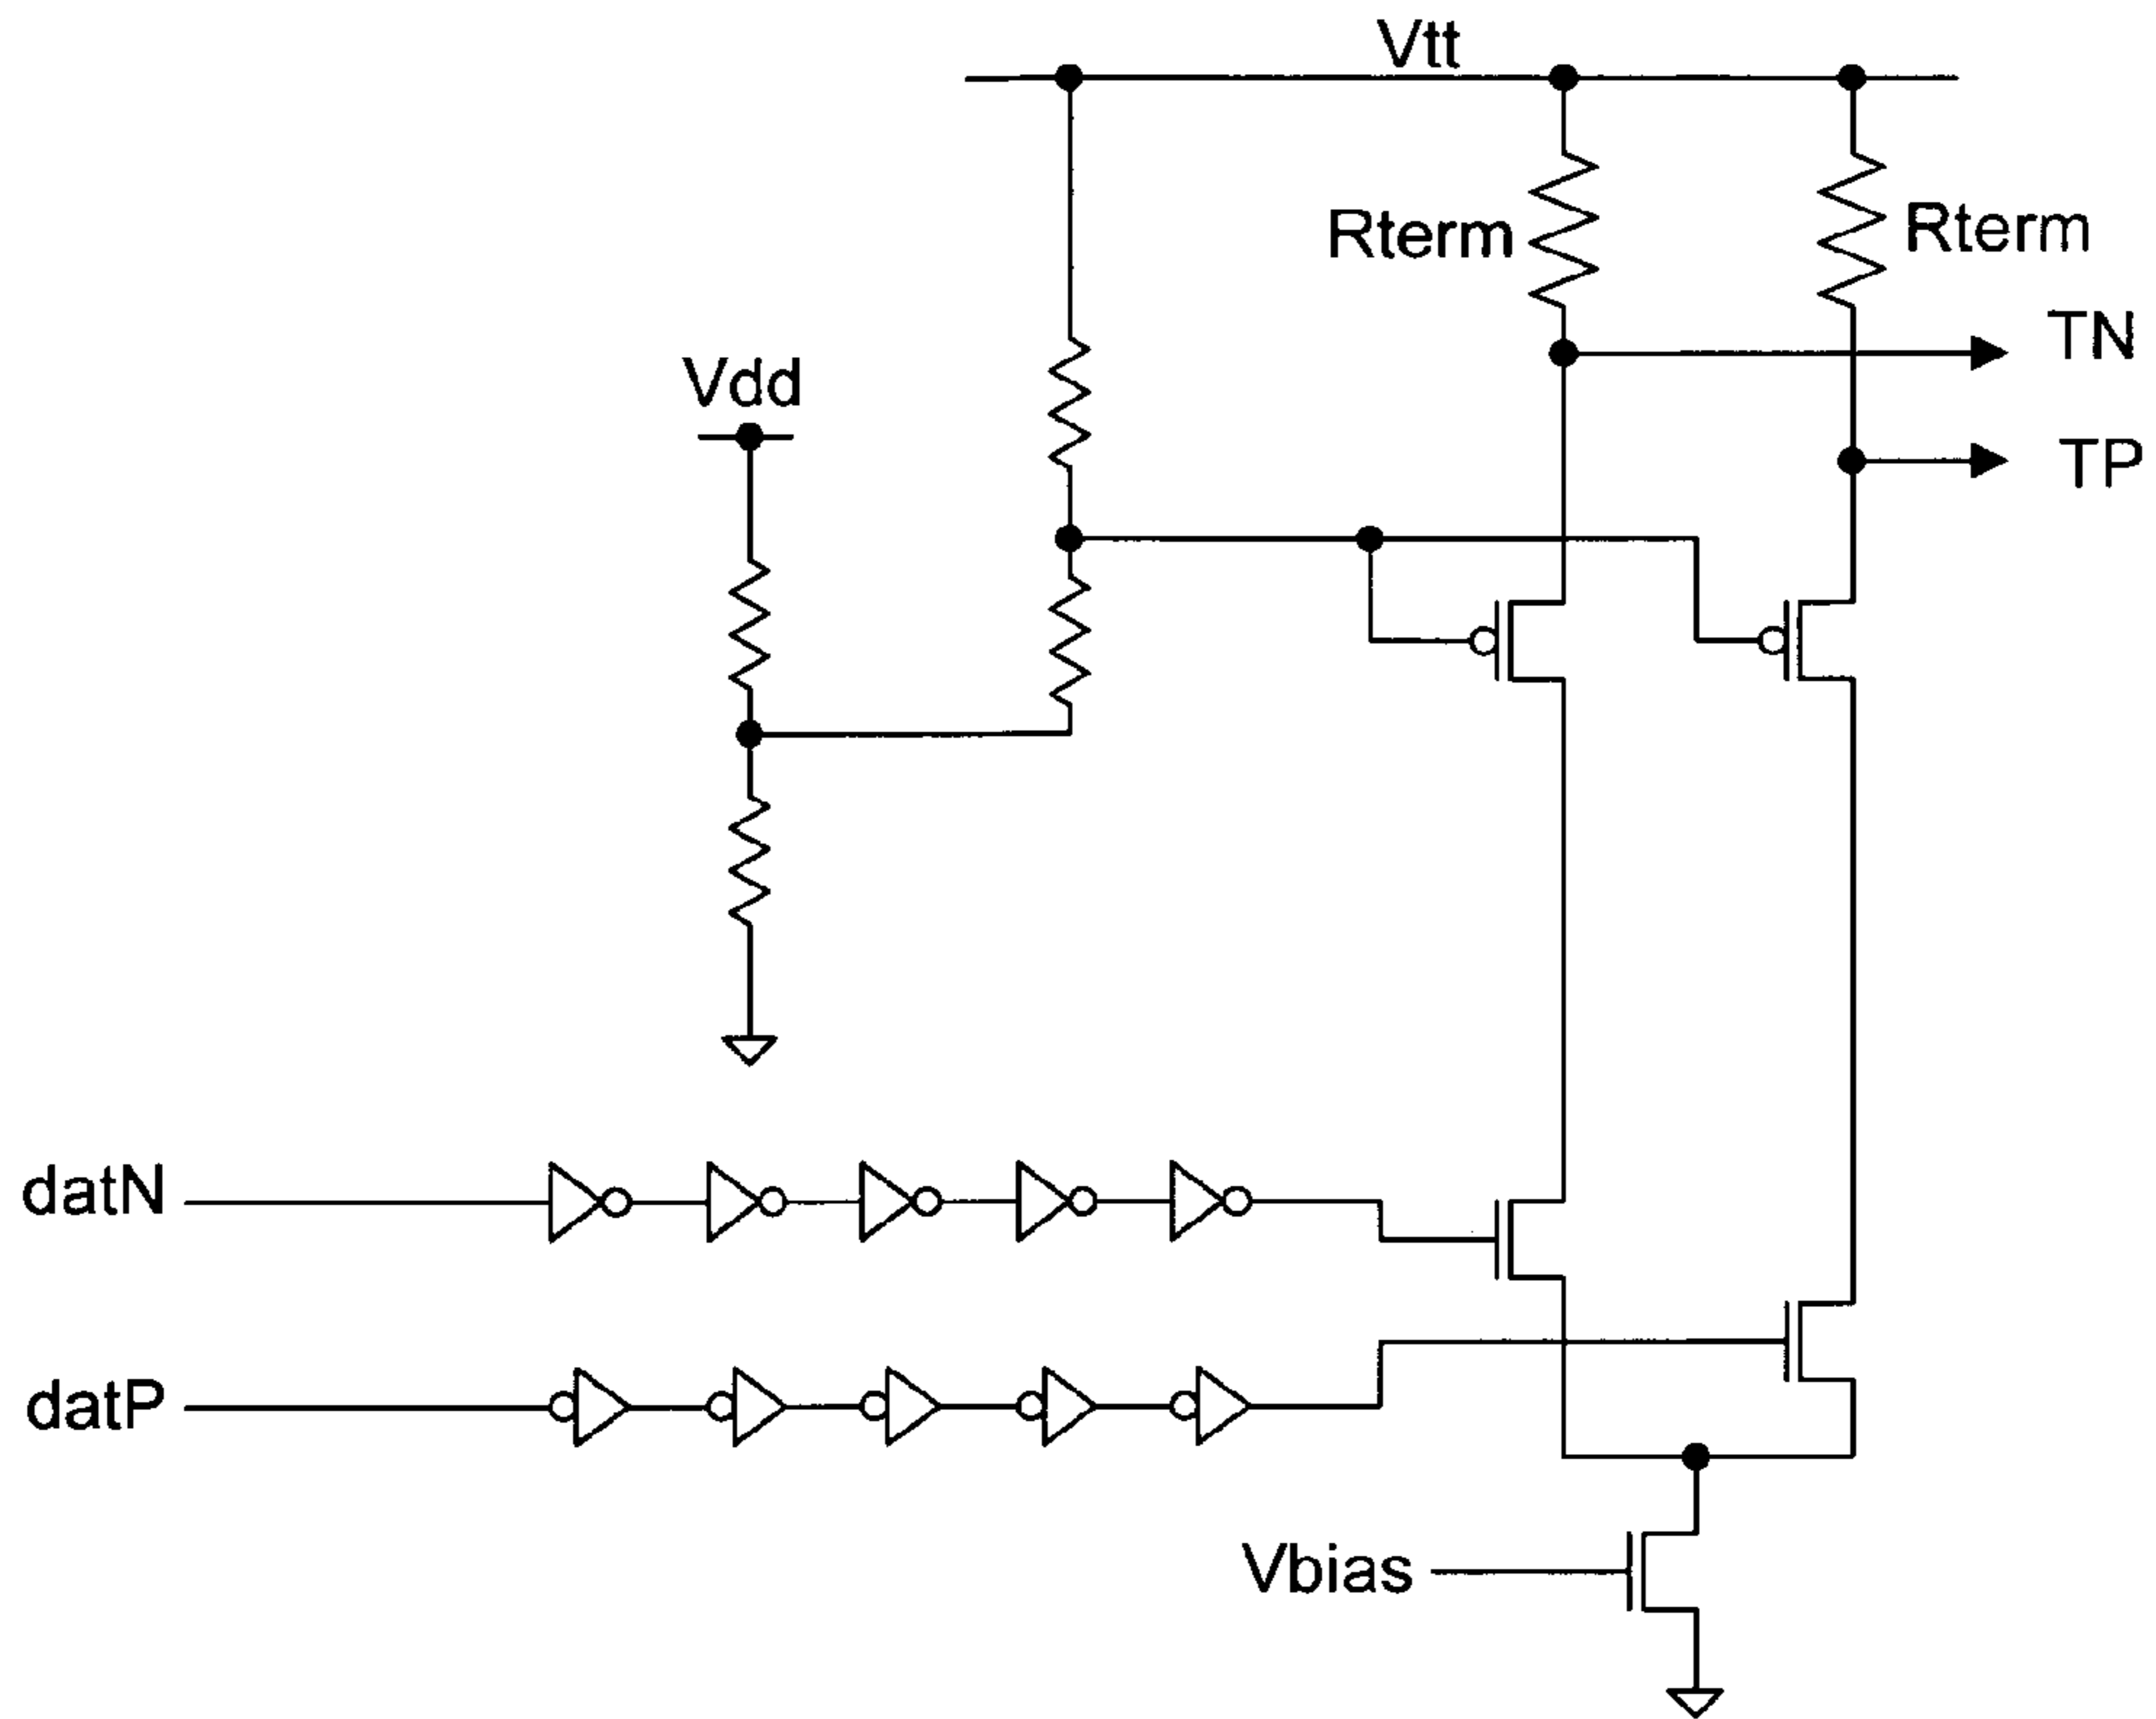 Vtt
Rterm
Rterm
TN
Vdd
TP
datN
datP
Vbias